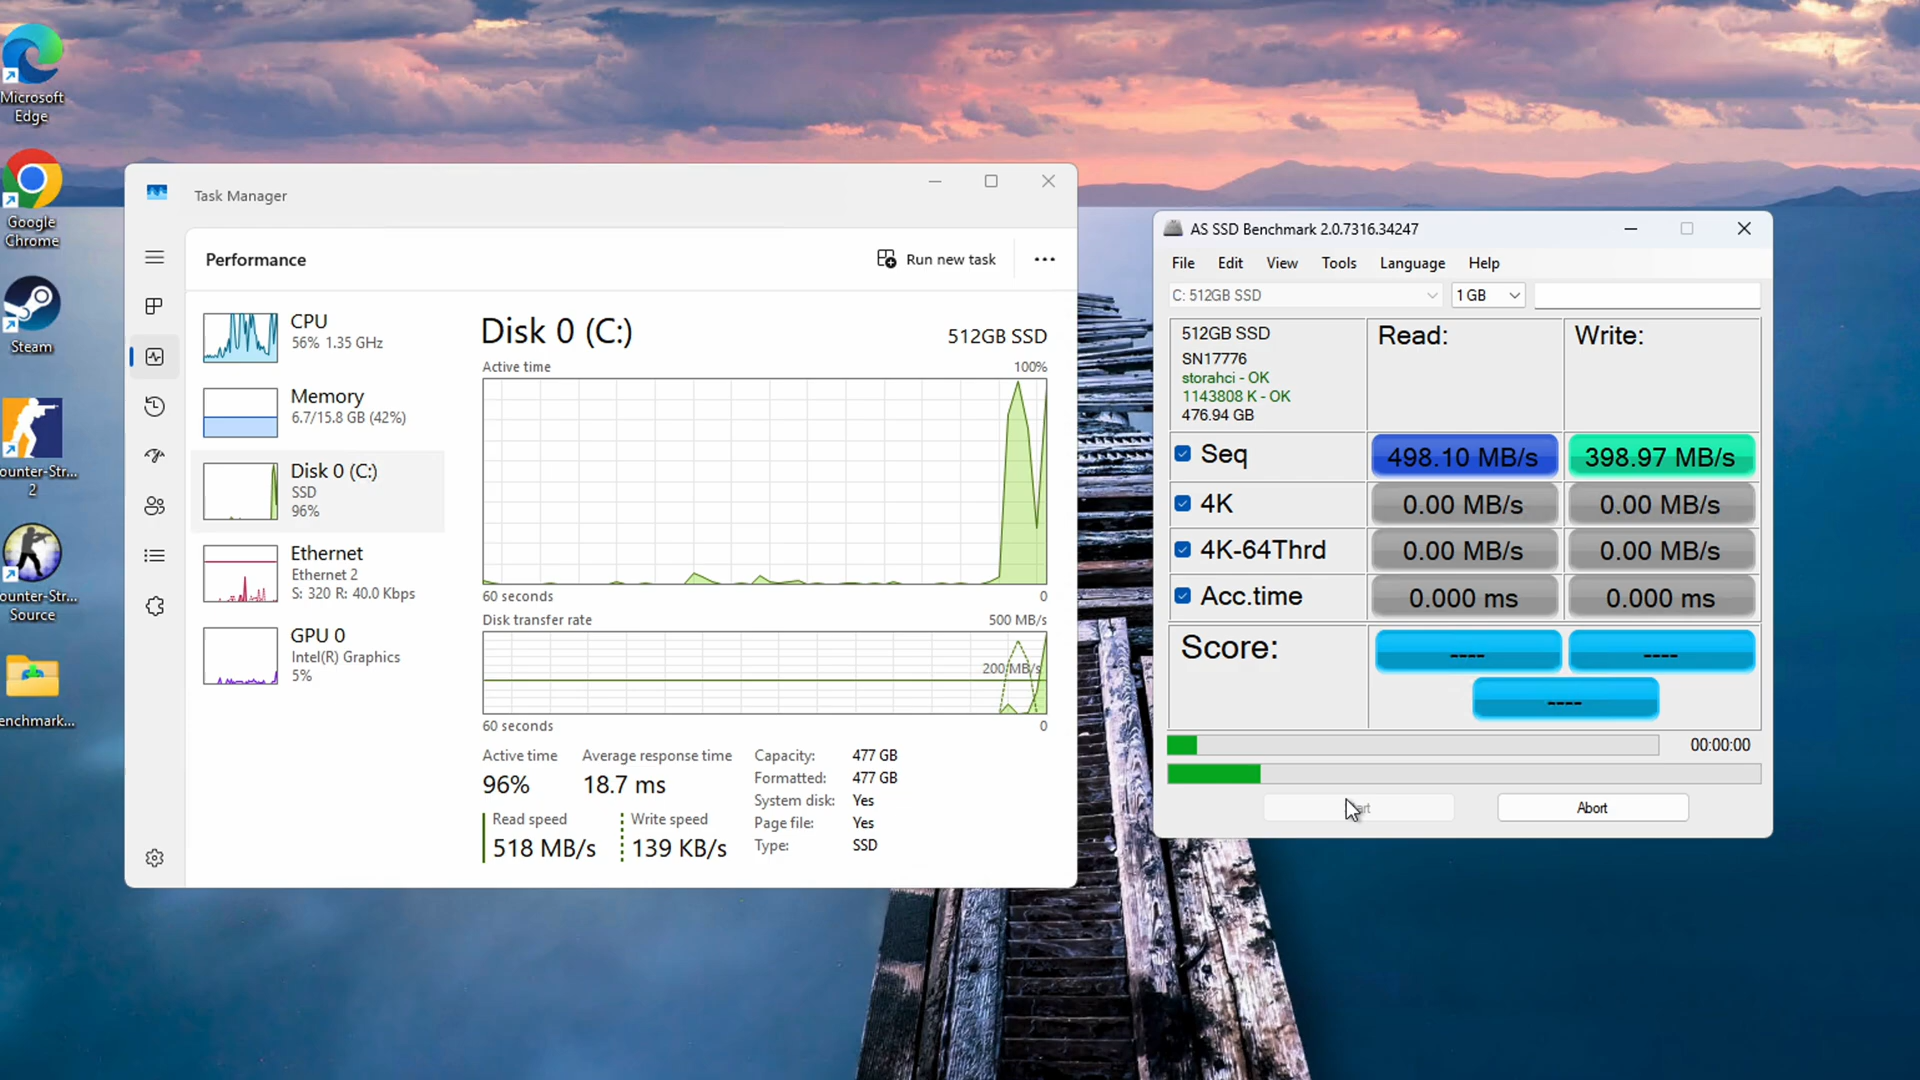 Microsoft
Edge
Google
Chrome
Steam
ounter-Str...
2
ounter-Str...
Source
enchmark...
Task Manager
Performance
Run new task
CPU
56% 1.35 GHz
Memory
6.7/15.8 GB (42%)
Disk 0 (C:)
SSD
96%
Ethernet
Ethernet 2
S: 320 R: 40.0 Kbps
GPU 0
Intel(R) Graphics
5%
Disk 0 (C:) 512GB SSD
Active time 100%
60 seconds 0
Disk transfer rate 500 MB/s
200 MB/s
60 seconds 0
Active time Average response time
96% 18.7 ms
Read speed Write speed
518 MB/s 139 KB/s
Capacity: 477 GB
Formatted: 477 GB
System disk: Yes
Page file: Yes
Type: SSD
AS SSD Benchmark 2.0.7316.34247
File Edit View Tools Language Help
C: 512GB SSD 1 GB
512GB SSD
SN17776
storahci - OK
1143808 K - OK
476.94 GB
Read: Write:
Seq 498.10 MB/s 398.97 MB/s
4K 0.00 MB/s 0.00 MB/s
4K-64Thrd 0.00 MB/s 0.00 MB/s
Acc.time 0.000 ms 0.000 ms
Score: ---- ----
----
00:00:00
Abort